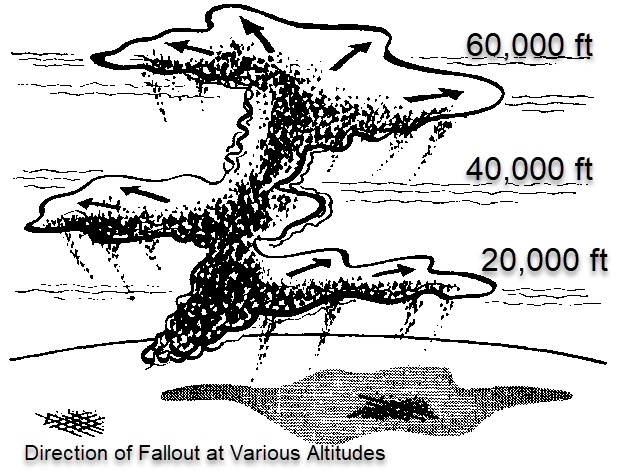 60,000 ft
40,000 ft
20,000 ft
Direction of Fallout at Various Altitudes